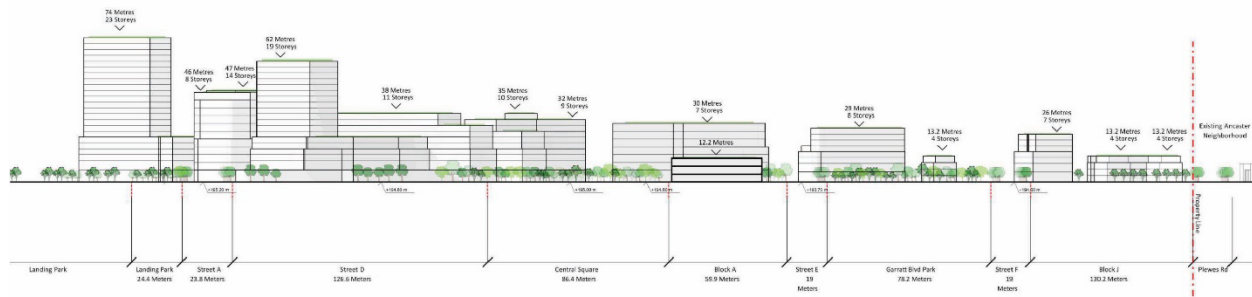 74 Metres
23 Storeys
46 Metres
8 Storeys
47 Metres
14 Storeys
62 Metres
19 Storeys
38 Metres
11 Storeys
35 Metres
10 Storeys
32 Metres
9 Storeys
30 Metres
7 Storeys
12.2 Metres
29 Metres
8 Storeys
13.2 Metres
4 Storeys
26 Metres
7 Storeys
13.2 Metres
4 Storeys
13.2 Metres
4 Storeys
Existing Ancaster
Neighborhood
Property Line
Landing Park
Landing Park
24.4 Meters
Street A
23.8 Meters
Street D
126.6 Meters
Central Square
86.4 Meters
Block A
59.9 Meters
Street E
19
Meters
Garratt Blvd Park
78.2 Meters
Street F
19
Meters
Block J
130.2 Meters
Plewes Rd